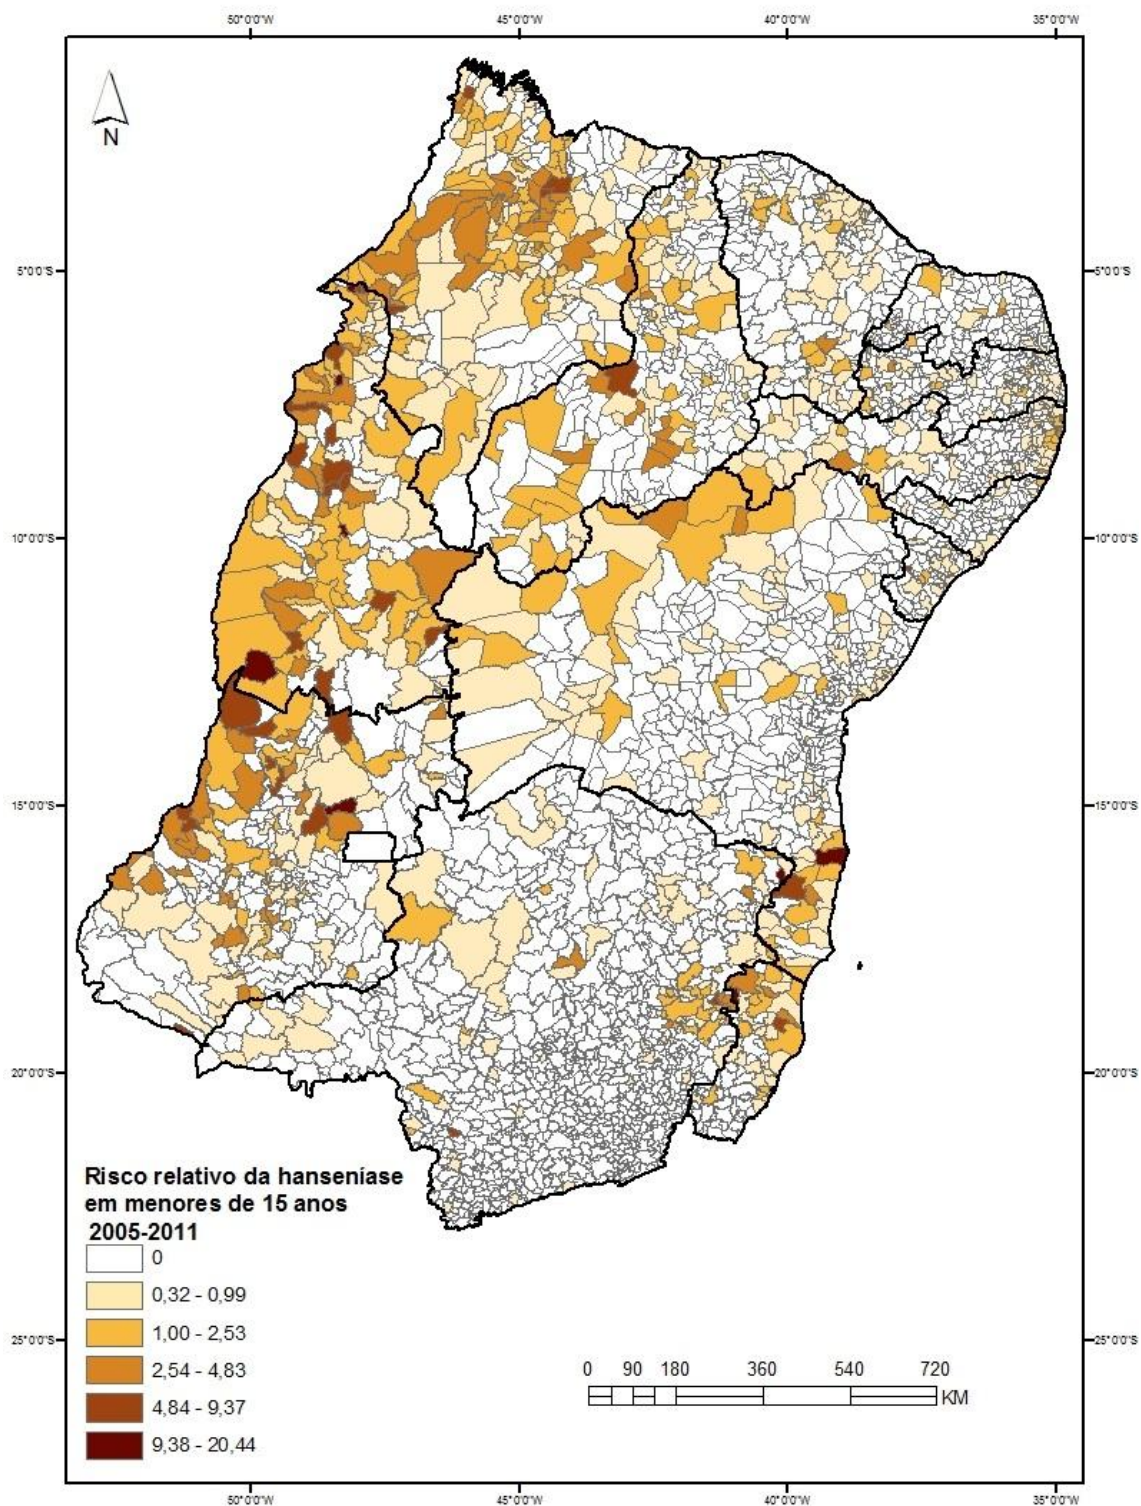 50°0'0"W 45°0'0"W 40°0'0"W 35°0'0"W
N
5°0'0"S 5°0'0"S
10°0'0"S 10°0'0"S
15°0'0"S 15°0'0"S
20°0'0"S 20°0'0"S
Risco relativo da hanseníase
em menores de 15 anos
2005-2011
0
0,32 - 0,99
1,00 - 2,53
2,54 - 4,83
4,84 - 9,37
9,38 - 20,44
25°0'0"S 25°0'0"S
0 90 180 360 540 720
KM
50°0'0"W 45°0'0"W 40°0'0"W 35°0'0"W